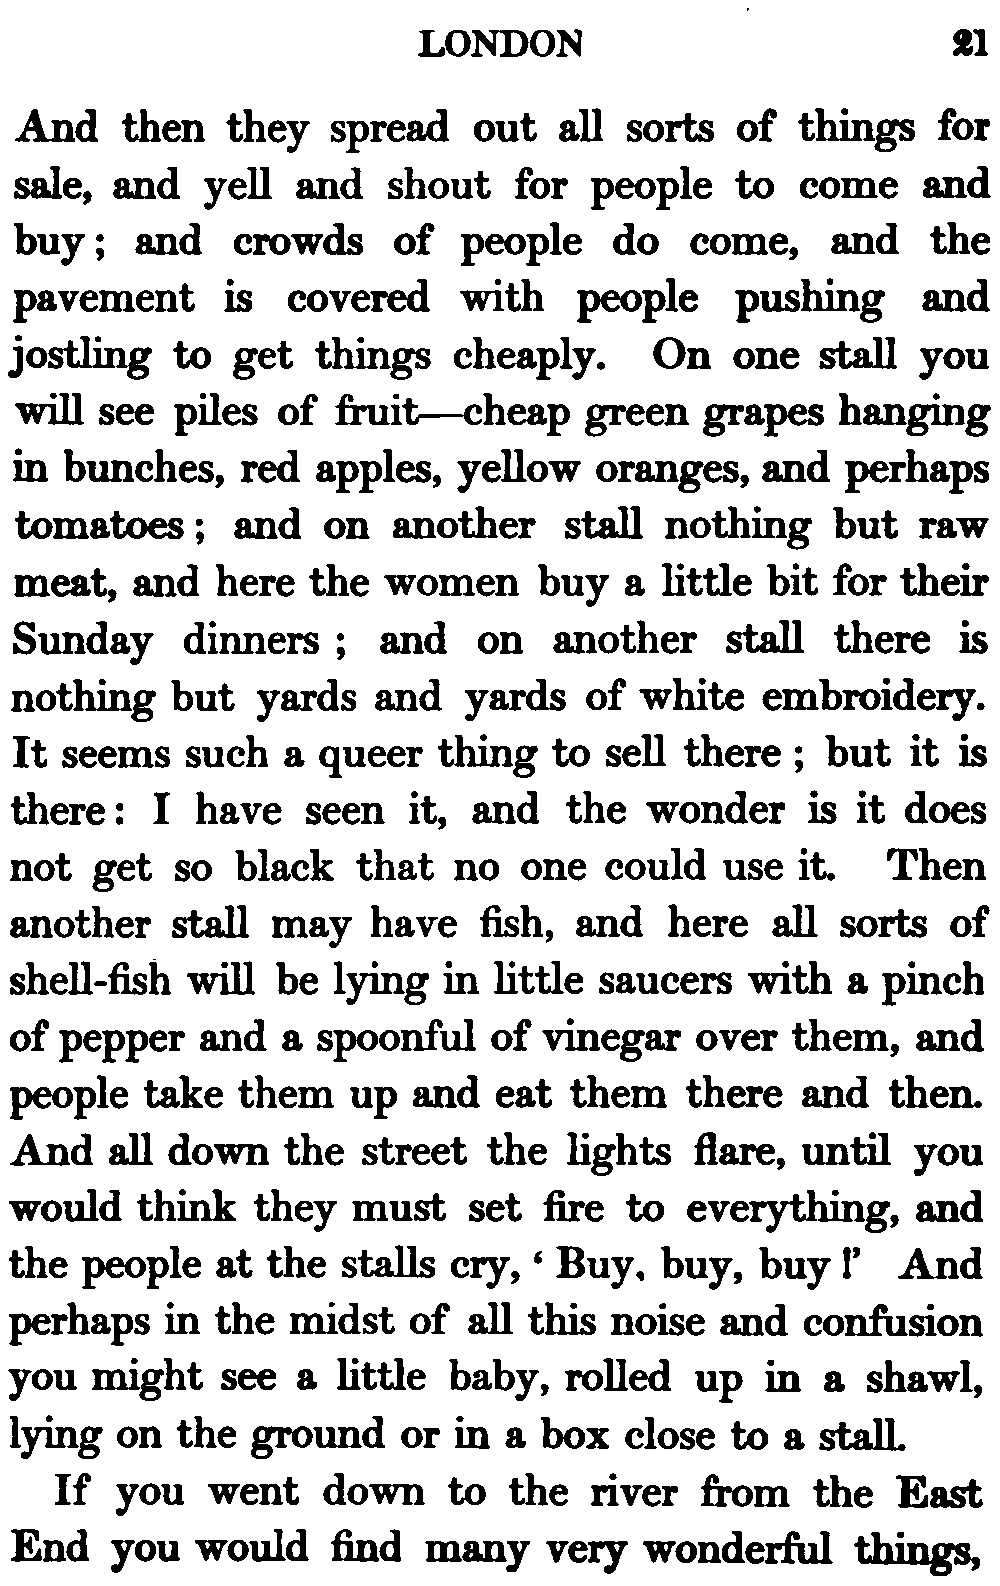 LONDON 21
And then they spread out all sorts of things for
sale, and yell and shout for people to come and
buy; and crowds of people do come, and the
pavement is covered with people pushing and
jostling to get things cheaply. On one stall you
will see piles of fruit—cheap green grapes hanging
in bunches, red apples, yellow oranges, and perhaps
tomatoes; and on another stall nothing but raw
meat, and here the women buy a little bit for their
Sunday dinners; and on another stall there is
nothing but yards and yards of white embroidery.
It seems such a queer thing to sell there; but it is
there: I have seen it, and the wonder is it does
not get so black that no one could use it. Then
another stall may have fish, and here all sorts of
shell-fish will be lying in little saucers with a pinch
of pepper and a spoonful of vinegar over them, and
people take them up and eat them there and then.
And all down the street the lights flare, until you
would think they must set fire to everything, and
the people at the stalls cry, ‘Buy, buy, buy!’ And
perhaps in the midst of all this noise and confusion
you might see a little baby, rolled up in a shawl,
lying on the ground or in a box close to a stall.
If you went down to the river from the East
End you would find many very wonderful things,